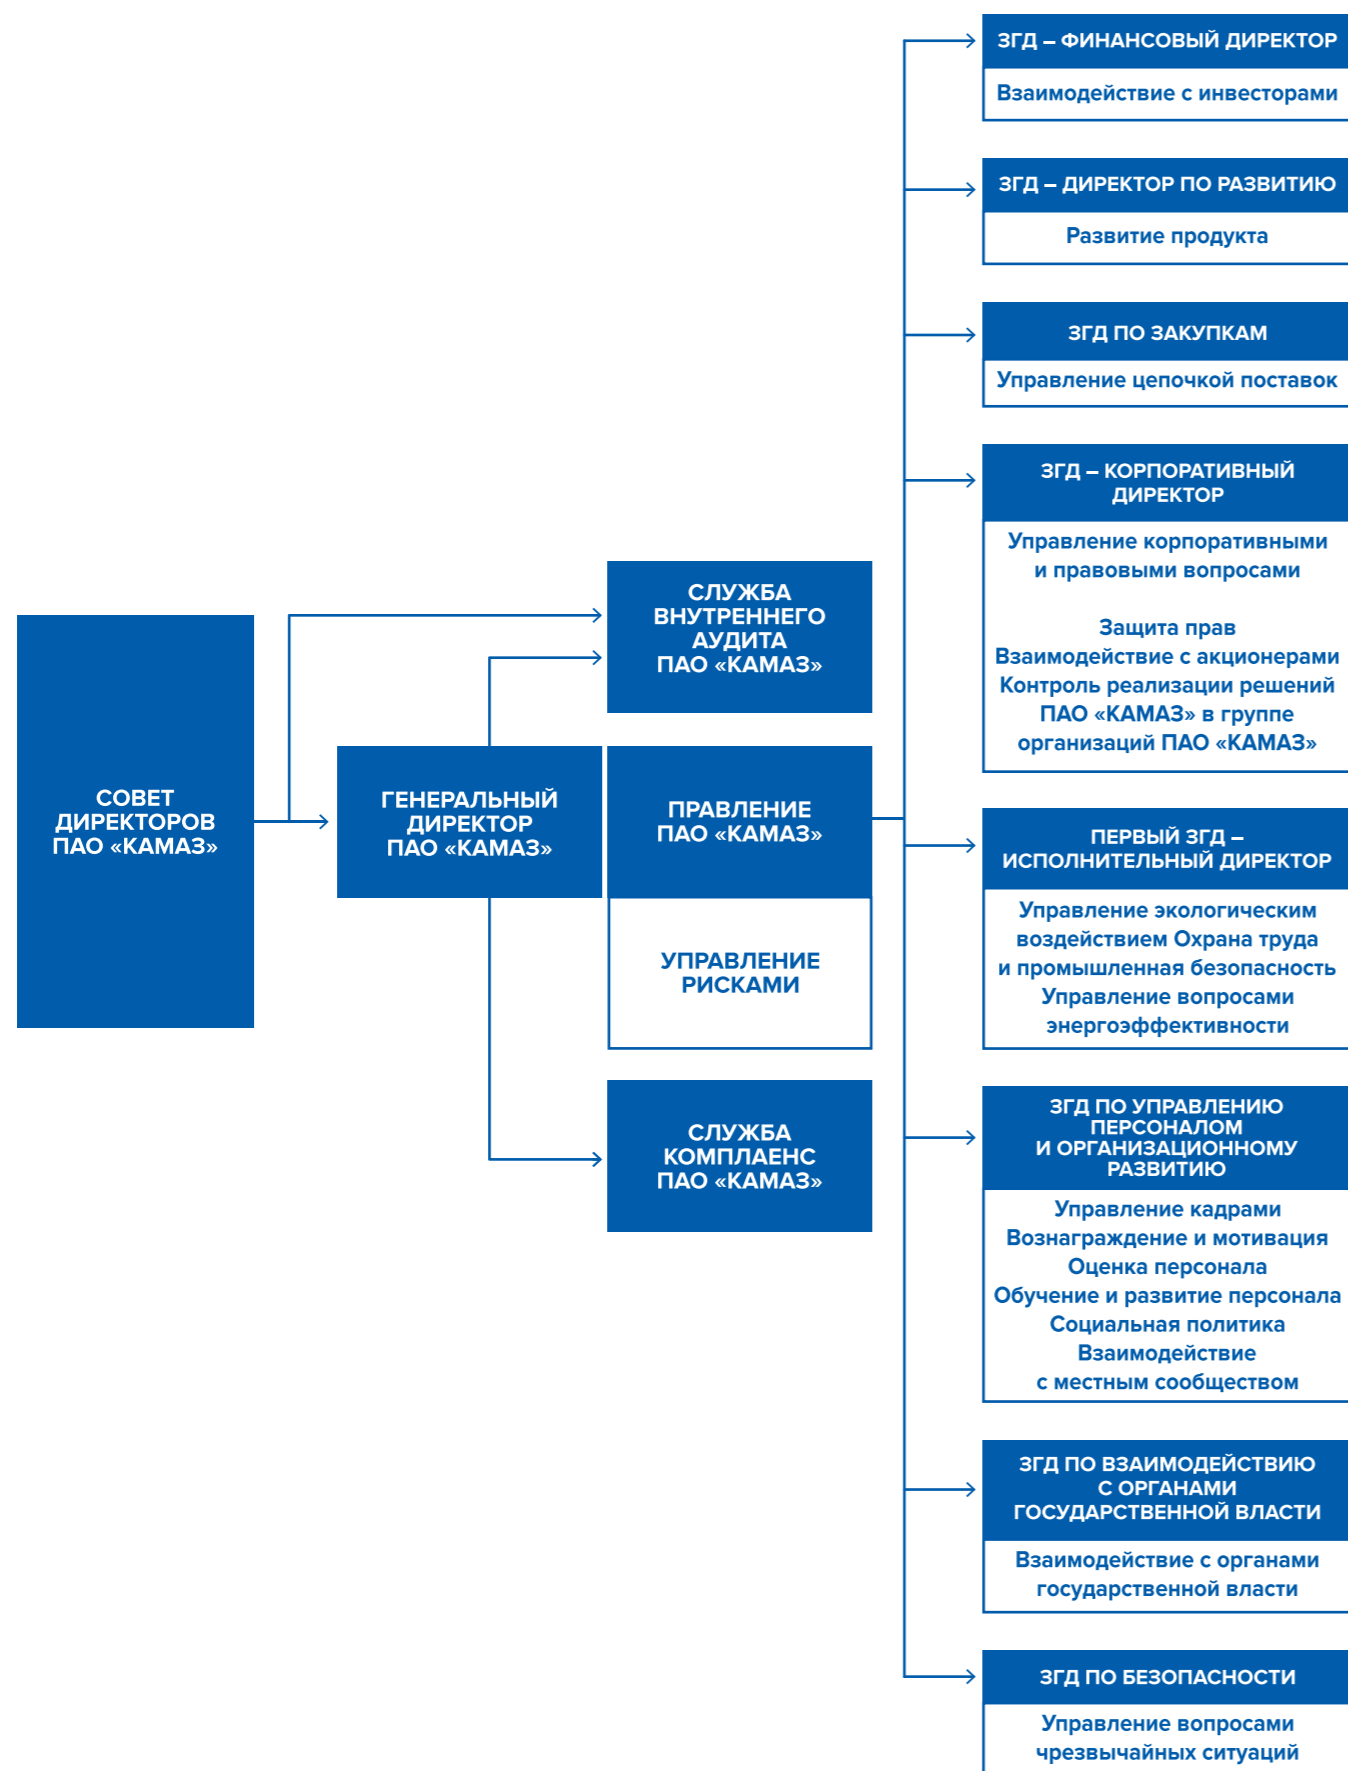 СОВЕТ
ДИРЕКТОРОВ
ПАО «КАМАЗ»
ГЕНЕРАЛЬНЫЙ
ДИРЕКТОР
ПАО «КАМАЗ»
СЛУЖБА
ВНУТРЕННЕГО
АУДИТА
ПАО «КАМАЗ»
ПРАВЛЕНИЕ
ПАО «КАМАЗ»
УПРАВЛЕНИЕ
РИСКАМИ
СЛУЖБА
КОМПЛАЕНС
ПАО «КАМАЗ»
ЗГД – ФИНАНСОВЫЙ ДИРЕКТОР
Взаимодействие с инвесторами
ЗГД – ДИРЕКТОР ПО РАЗВИТИЮ
Развитие продукта
ЗГД ПО ЗАКУПКАМ
Управление цепочкой поставок
ЗГД – КОРПОРАТИВНЫЙ
ДИРЕКТОР
Управление корпоративными
и правовыми вопросами
Защита прав
Взаимодействие с акционерами
Контроль реализации решений
ПАО «КАМАЗ» в группе
организаций ПАО «КАМАЗ»
ПЕРВЫЙ ЗГД –
ИСПОЛНИТЕЛЬНЫЙ ДИРЕКТОР
Управление экологическим
воздействием Охрана труда
и промышленная безопасность
Управление вопросами
энергоэффективности
ЗГД ПО УПРАВЛЕНИЮ
ПЕРСОНАЛОМ
И ОРГАНИЗАЦИОННОМУ
РАЗВИТИЮ
Управление кадрами
Вознаграждение и мотивация
Оценка персонала
Обучение и развитие персонала
Социальная политика
Взаимодействие
с местным сообществом
ЗГД ПО ВЗАИМОДЕЙСТВИЮ
С ОРГАНАМИ
ГОСУДАРСТВЕННОЙ ВЛАСТИ
Взаимодействие с органами
государственной власти
ЗГД ПО БЕЗОПАСНОСТИ
Управление вопросами
чрезвычайных ситуаций